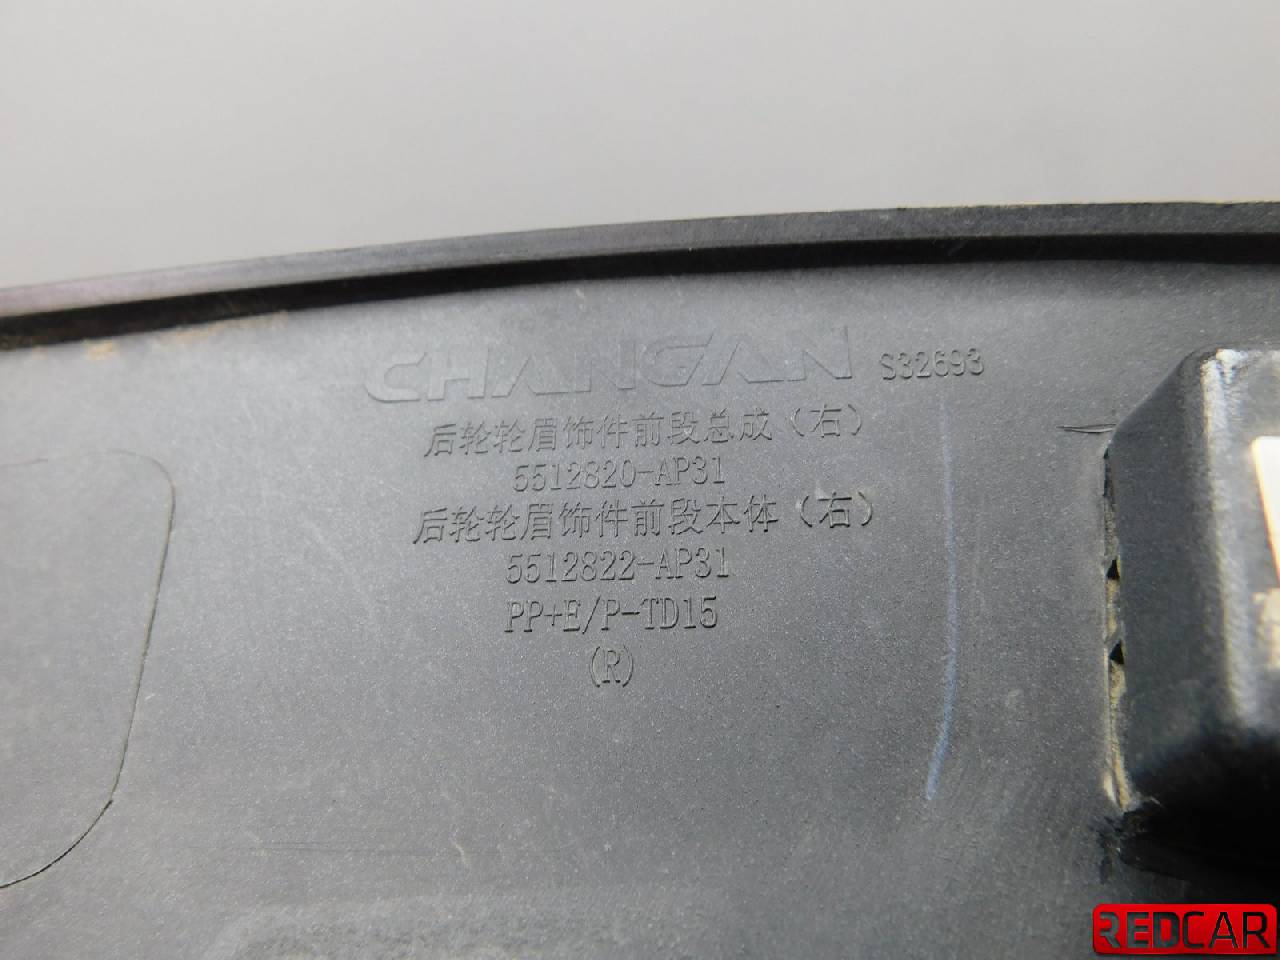 CHANGAN S32693
后轮轮眉饰件前段总成（右）
5512820-AP31
后轮轮眉饰件前段本体（右）
5512822-AP31
PP+E/P-TD15
(R)
REDCAR